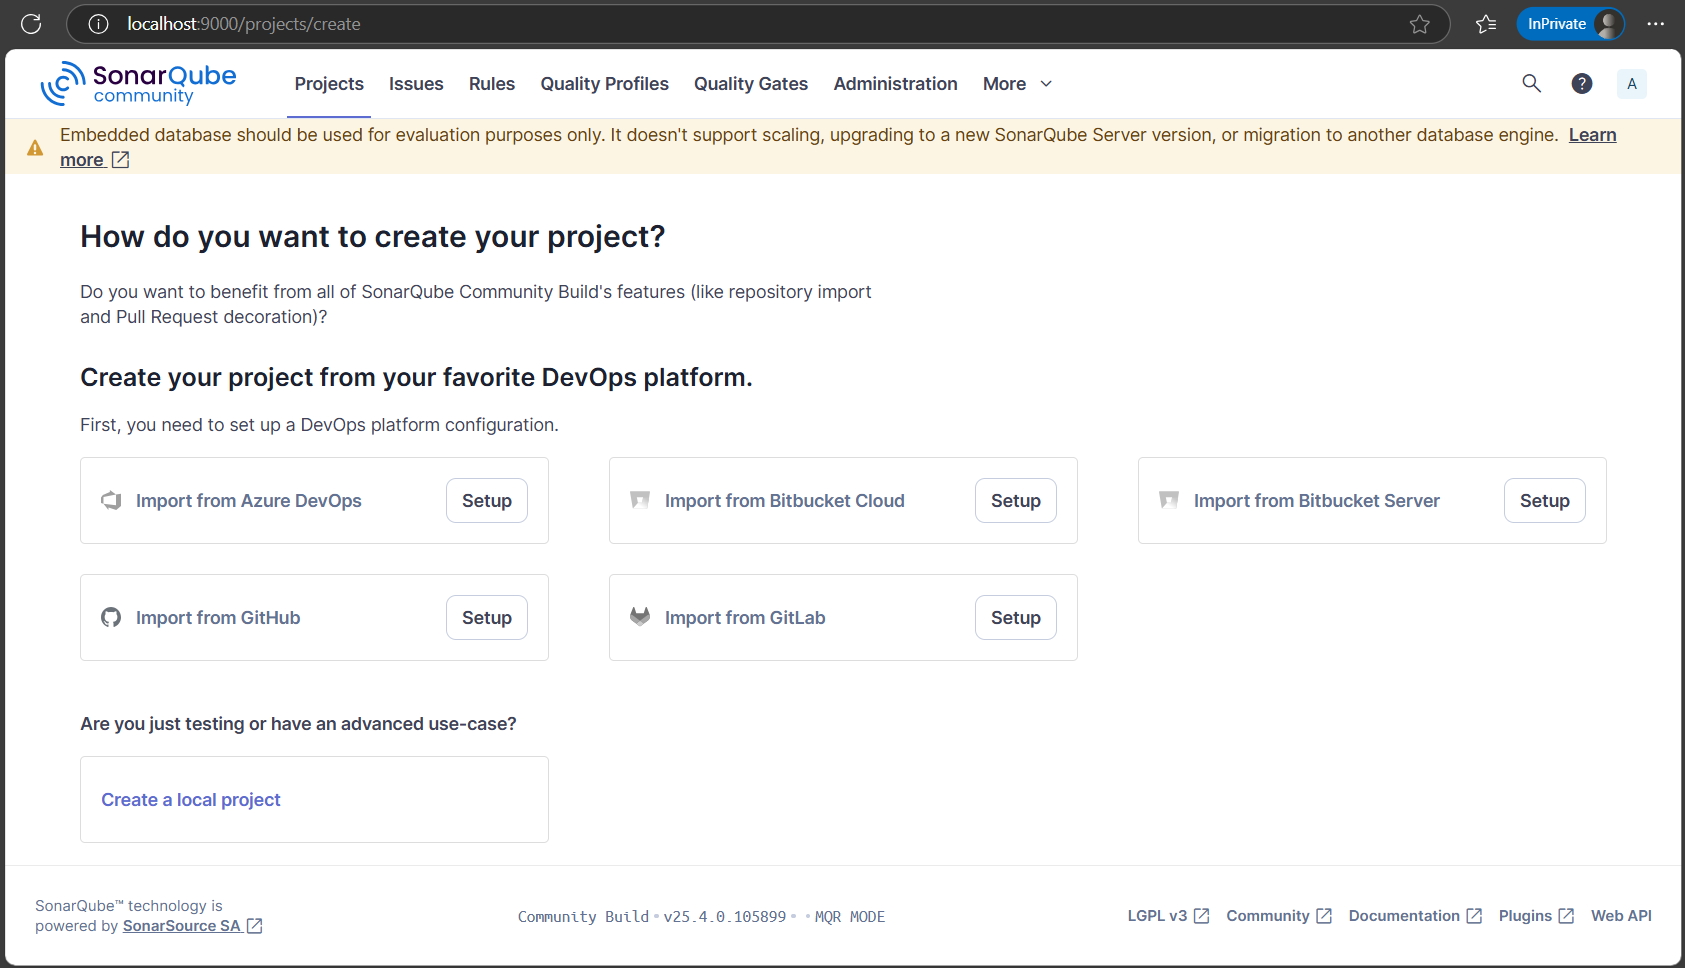 localhost:9000/projects/create
InPrivate
SonarQube
community
Projects Issues Rules Quality Profiles Quality Gates Administration More
? A
Embedded database should be used for evaluation purposes only. It doesn't support scaling, upgrading to a new SonarQube Server version, or migration to another database engine. Learn
more
How do you want to create your project?
Do you want to benefit from all of SonarQube Community Build's features (like repository import
and Pull Request decoration)?
Create your project from your favorite DevOps platform.
First, you need to set up a DevOps platform configuration.
Import from Azure DevOps Setup
Import from Bitbucket Cloud Setup
Import from Bitbucket Server Setup
Import from GitHub Setup
Import from GitLab Setup
Are you just testing or have an advanced use-case?
Create a local project
SonarQube™ technology is
powered by SonarSource SA
Community Build • v25.4.0.105899 • • MQR MODE
LGPL v3 Community Documentation Plugins Web API